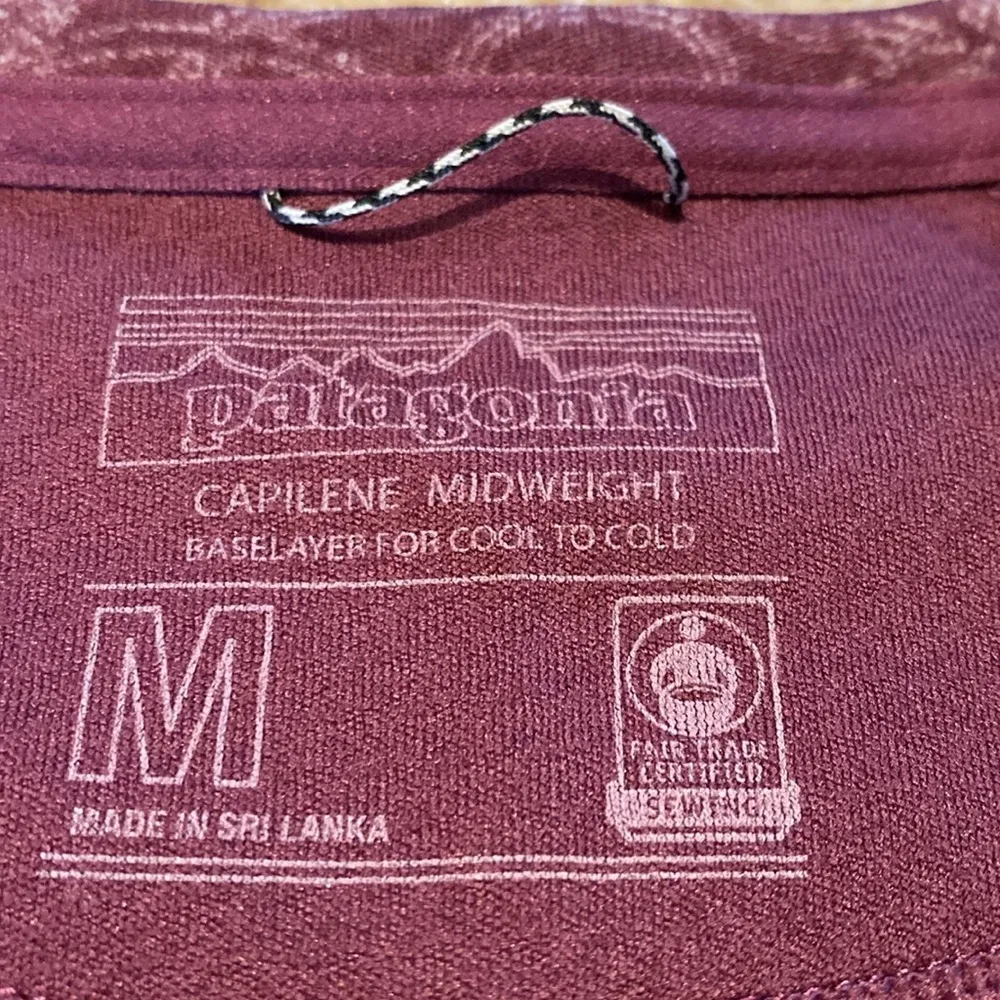 patagonia
CAPILENE MIDWEIGHT
BASELAYER FOR COOL TO COLD
M
MADE IN SRI LANKA
FAIR TRADE
CERTIFIED
SEWING